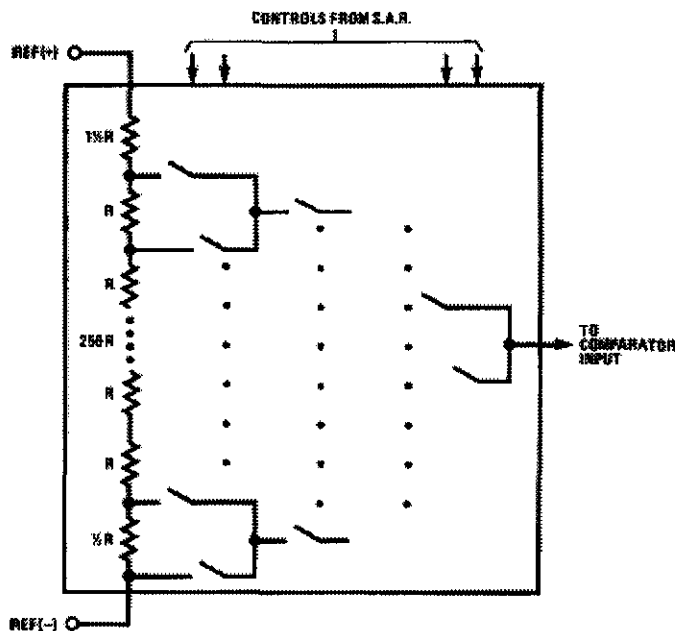 CONTROLS FROM S.A.R.
REF(+)
1½R
R
R
256R
R
R
½R
REF(–)
TO
COMPARATOR
INPUT